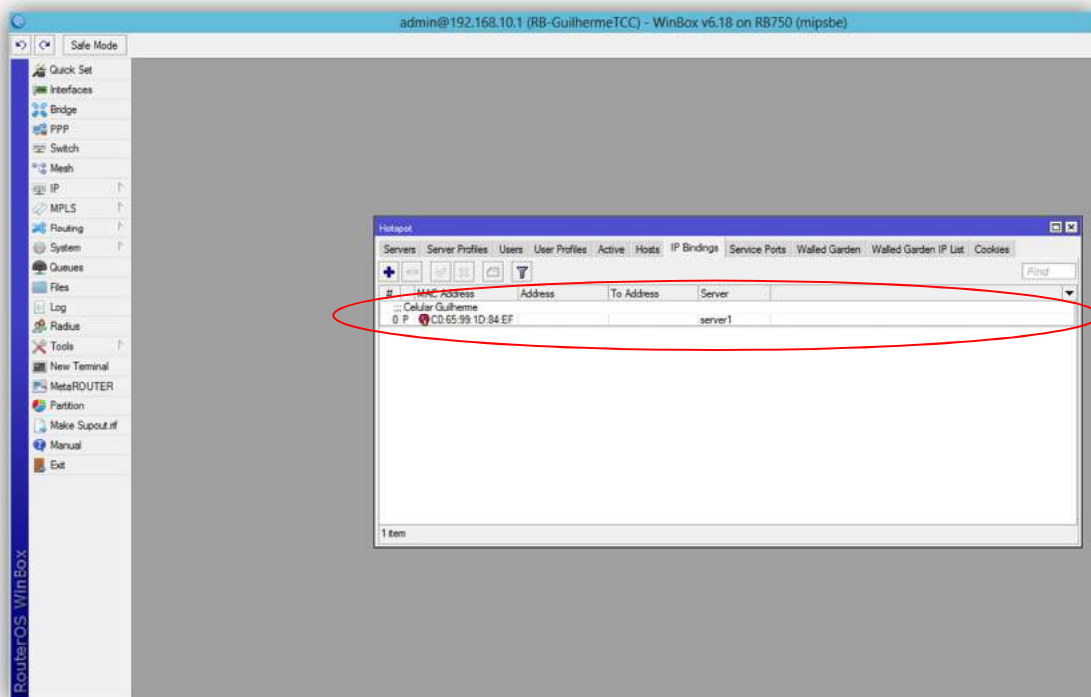 admin@192.168.10.1 (RB-GuilhermeTCC) - WinBox v6.18 on RB750 (mipsbe)
Safe Mode
Quick Set
Interfaces
Bridge
PPP
Switch
Mesh
IP
MPLS
Routing
System
Queues
Files
Log
Radius
Tools
New Terminal
MetaROUTER
Partition
Make Supout.rif
Manual
Exit
RouterOS WinBox
Hotspot
Servers Server Profiles Users User Profiles Active Hosts IP Bindings Service Ports Walled Garden Walled Garden IP List Cookies
Find
# MAC Address Address To Address Server
::: Celular Guilherme
0 P C0:65:99:1D:84:EF server1
1 item